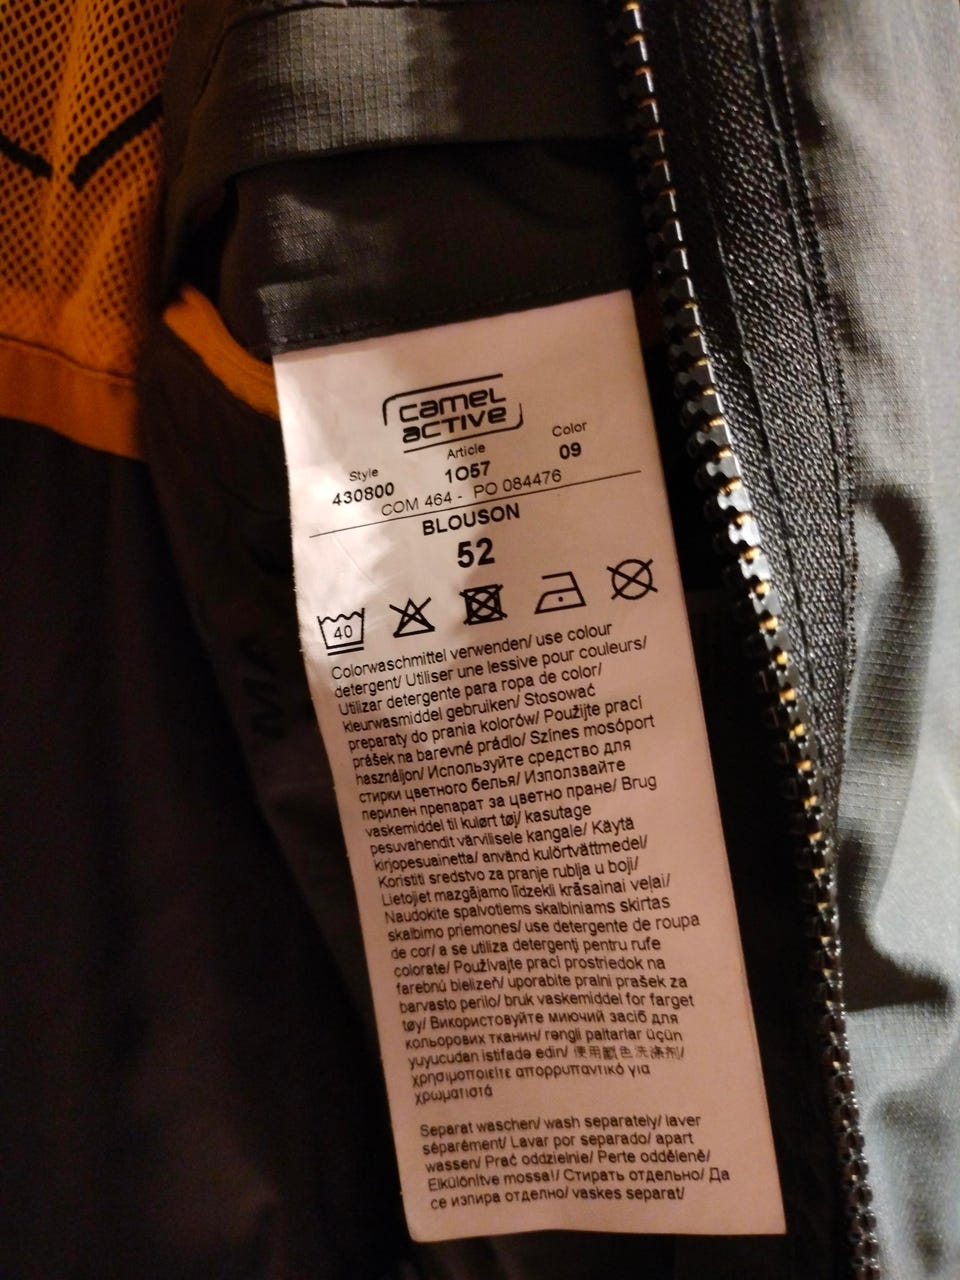 camel
active
Style Article Color
430800 1O57 09
COM 464 - PO 084476
BLOUSON
52
40
Colorwaschmittel verwenden/ use colour
detergent/ Utiliser une lessive pour couleurs/
Utilizar detergente para ropa de color/
kleurwasmiddel gebruiken/ Stosować
preparaty do prania kolorów/ Použijte prací
prášek na barevné prádlo/ Színes mosóport
használjon/ Используйте средство для
стирки цветного белья/ Използвайте
перилен препарат за цветно пране/ Brug
vaskemiddel til kulørt tøj/ kasutage
pesuvahendit värvilisele kangale/ Käytä
kirjopesuainetta/ använd kulörtvättmedel/
Koristiti sredstvo za pranje rublja u boji/
Lietojiet mazgājamo līdzekli krāsainai veļai/
Naudokite spalvotiems skalbiniams skirtas
skalbimo priemones/ use detergente de roupa
de cor/ a se utiliza detergenţi pentru rufe
colorate/ Používajte prací prostriedok na
farebnú bielizeň/ uporabite pralni prašek za
barvasto perilo/ bruk vaskemiddel for farget
tøy/ Використовуйте миючий засіб для
кольорових тканин/ rəngli paltarlar üçün
yuyucudan istifadə edin/ 使用 色洗涤剂/
χρησιμοποιείτε απορρυπαντικό για
χρωματιστά
Separat waschen/ wash separately/ laver
séparément/ Lavar por separado/ apart
wassen/ Prać oddzielnie/ Perte odděleně/
Elkülönítve mossa!/ Стирать отдельно/ Да
се изпира отделно/ vaskes separat/